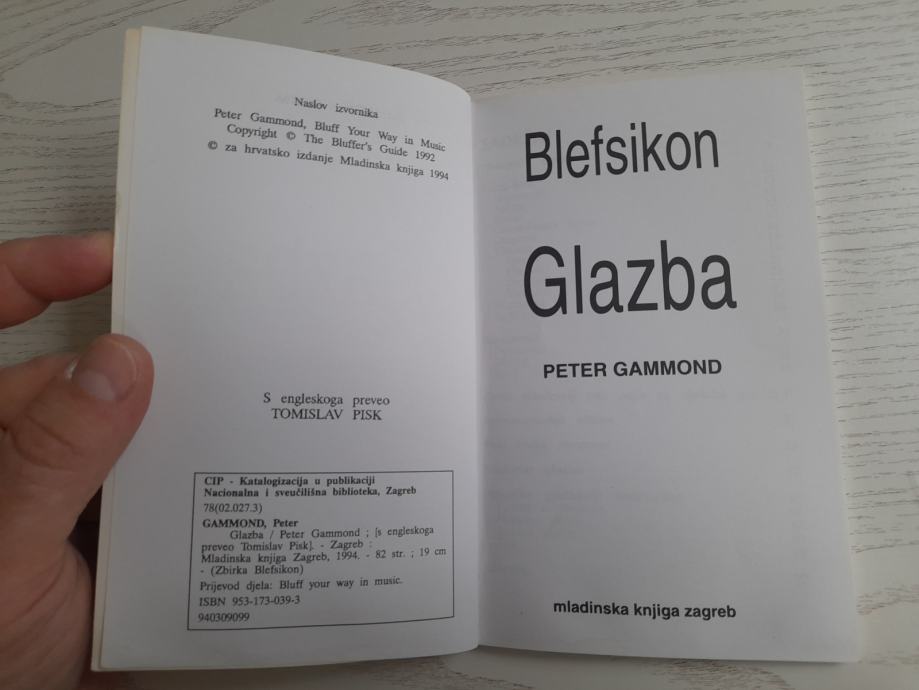 Naslov izvornika
Peter Gammond, Bluff Your Way in Music
Copyright © The Bluffer's Guide 1992
© za hrvatsko izdanje Mladinska knjiga 1994
S engleskoga preveo
TOMISLAV PISK
CIP - Katalogizacija u publikaciji
Nacionalna i sveučilišna biblioteka, Zagreb
78(02.027.3)
GAMMOND, Peter
Glazba / Peter Gammond ; [s engleskoga
preveo Tomislav Pisk]. - Zagreb :
Mladinska knjiga Zagreb, 1994. - 82 str. ; 19 cm
- (Zbirka Blefsikon)
Prijevod djela: Bluff your way in music.
ISBN 953-173-039-3
940309099
Blefsikon
Glazba
PETER GAMMOND
mladinska knjiga zagreb